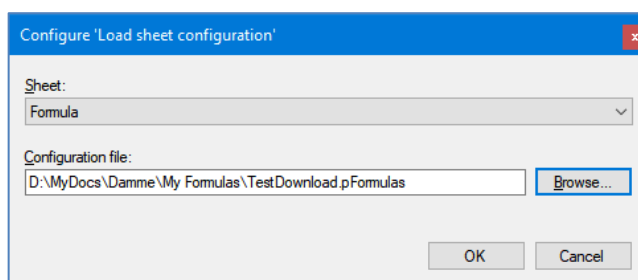 Configure 'Load sheet configuration'
x
Sheet:
Formula
Configuration file:
D:\MyDocs\Damme\My Formulas\TestDownload.pFormulas
Browse...
OK
Cancel